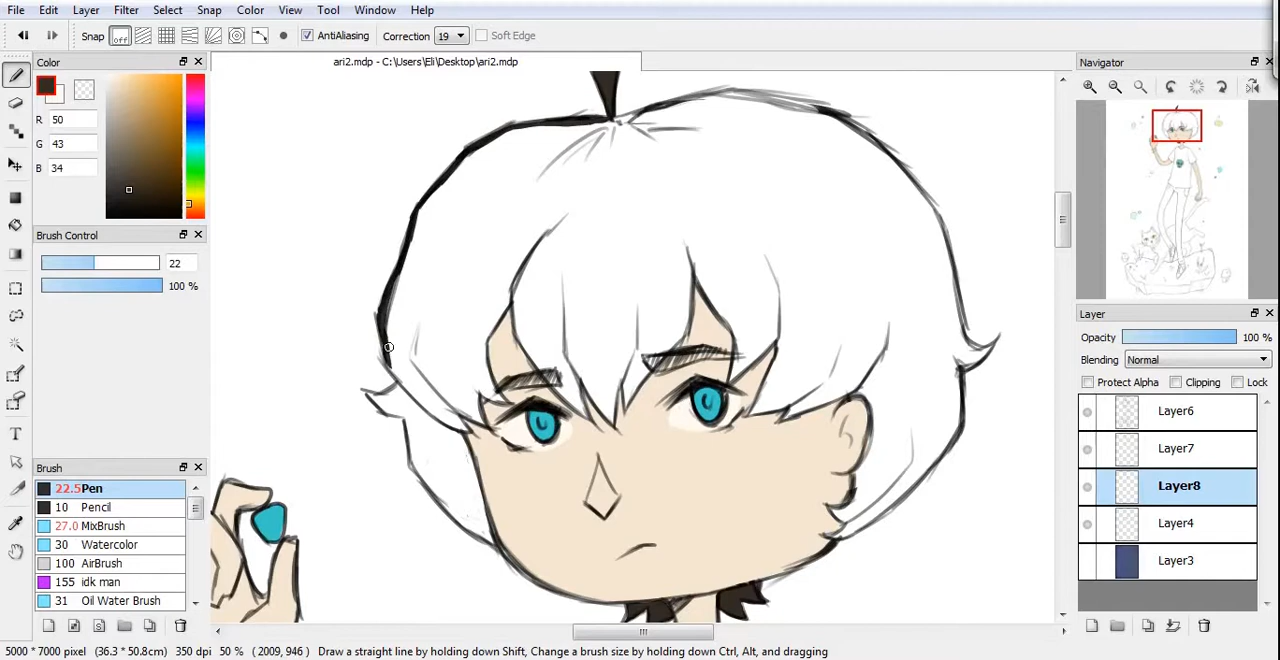 File Edit Layer Filter Select Snap Color View Tool Window Help
Snap off AntiAliasing Correction 19 Soft Edge
Color
ari2.mdp - C:\Users\Eli\Desktop\ari2.mdp
Navigator
R 50
G 43
B 34
Brush Control
22
100 %
Layer
Opacity 100 %
Blending Normal
Protect Alpha Clipping Lock
Layer6
Layer7
Layer8
Layer4
Layer3
Brush
22.5 Pen
10 Pencil
27.0 MixBrush
30 Watercolor
100 AirBrush
155 idk man
31 Oil Water Brush
5000 * 7000 pixel (36.3 * 50.8cm) 350 dpi 50 % ( 2009, 946 ) Draw a straight line by holding down Shift, Change a brush size by holding down Ctrl, Alt, and dragging